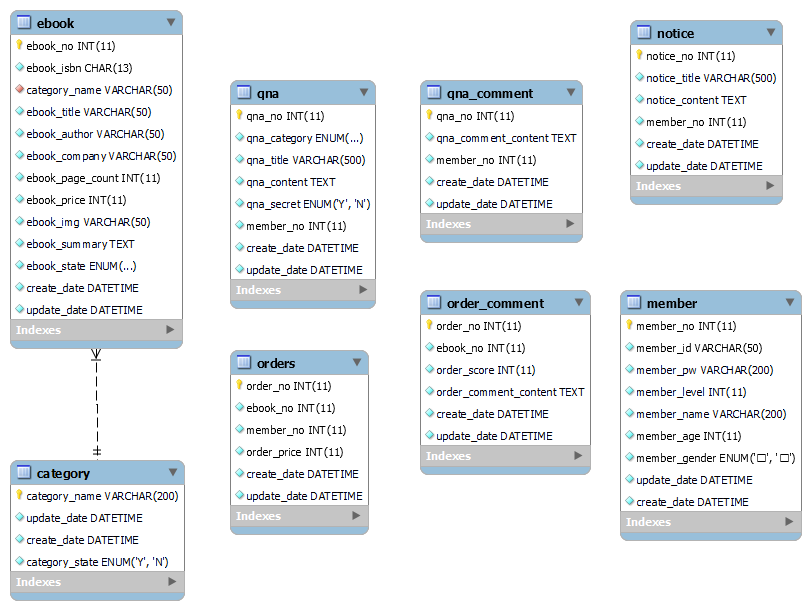 ebook
ebook_no INT(11)
ebook_isbn CHAR(13)
category_name VARCHAR(50)
ebook_title VARCHAR(50)
ebook_author VARCHAR(50)
ebook_company VARCHAR(50)
ebook_page_count INT(11)
ebook_price INT(11)
ebook_img VARCHAR(50)
ebook_summary TEXT
ebook_state ENUM(...)
create_date DATETIME
update_date DATETIME
Indexes
category
category_name VARCHAR(200)
update_date DATETIME
create_date DATETIME
category_state ENUM('Y', 'N')
Indexes
qna
qna_no INT(11)
qna_category ENUM(...)
qna_title VARCHAR(500)
qna_content TEXT
qna_secret ENUM('Y', 'N')
member_no INT(11)
create_date DATETIME
update_date DATETIME
Indexes
orders
order_no INT(11)
ebook_no INT(11)
member_no INT(11)
order_price INT(11)
create_date DATETIME
update_date DATETIME
Indexes
qna_comment
qna_no INT(11)
qna_comment_content TEXT
member_no INT(11)
create_date DATETIME
update_date DATETIME
Indexes
order_comment
order_no INT(11)
ebook_no INT(11)
order_score INT(11)
order_comment_content TEXT
create_date DATETIME
update_date DATETIME
Indexes
notice
notice_no INT(11)
notice_title VARCHAR(500)
notice_content TEXT
member_no INT(11)
create_date DATETIME
update_date DATETIME
Indexes
member
member_no INT(11)
member_id VARCHAR(50)
member_pw VARCHAR(200)
member_level INT(11)
member_name VARCHAR(200)
member_age INT(11)
member_gender ENUM('□', '□')
update_date DATETIME
create_date DATETIME
Indexes